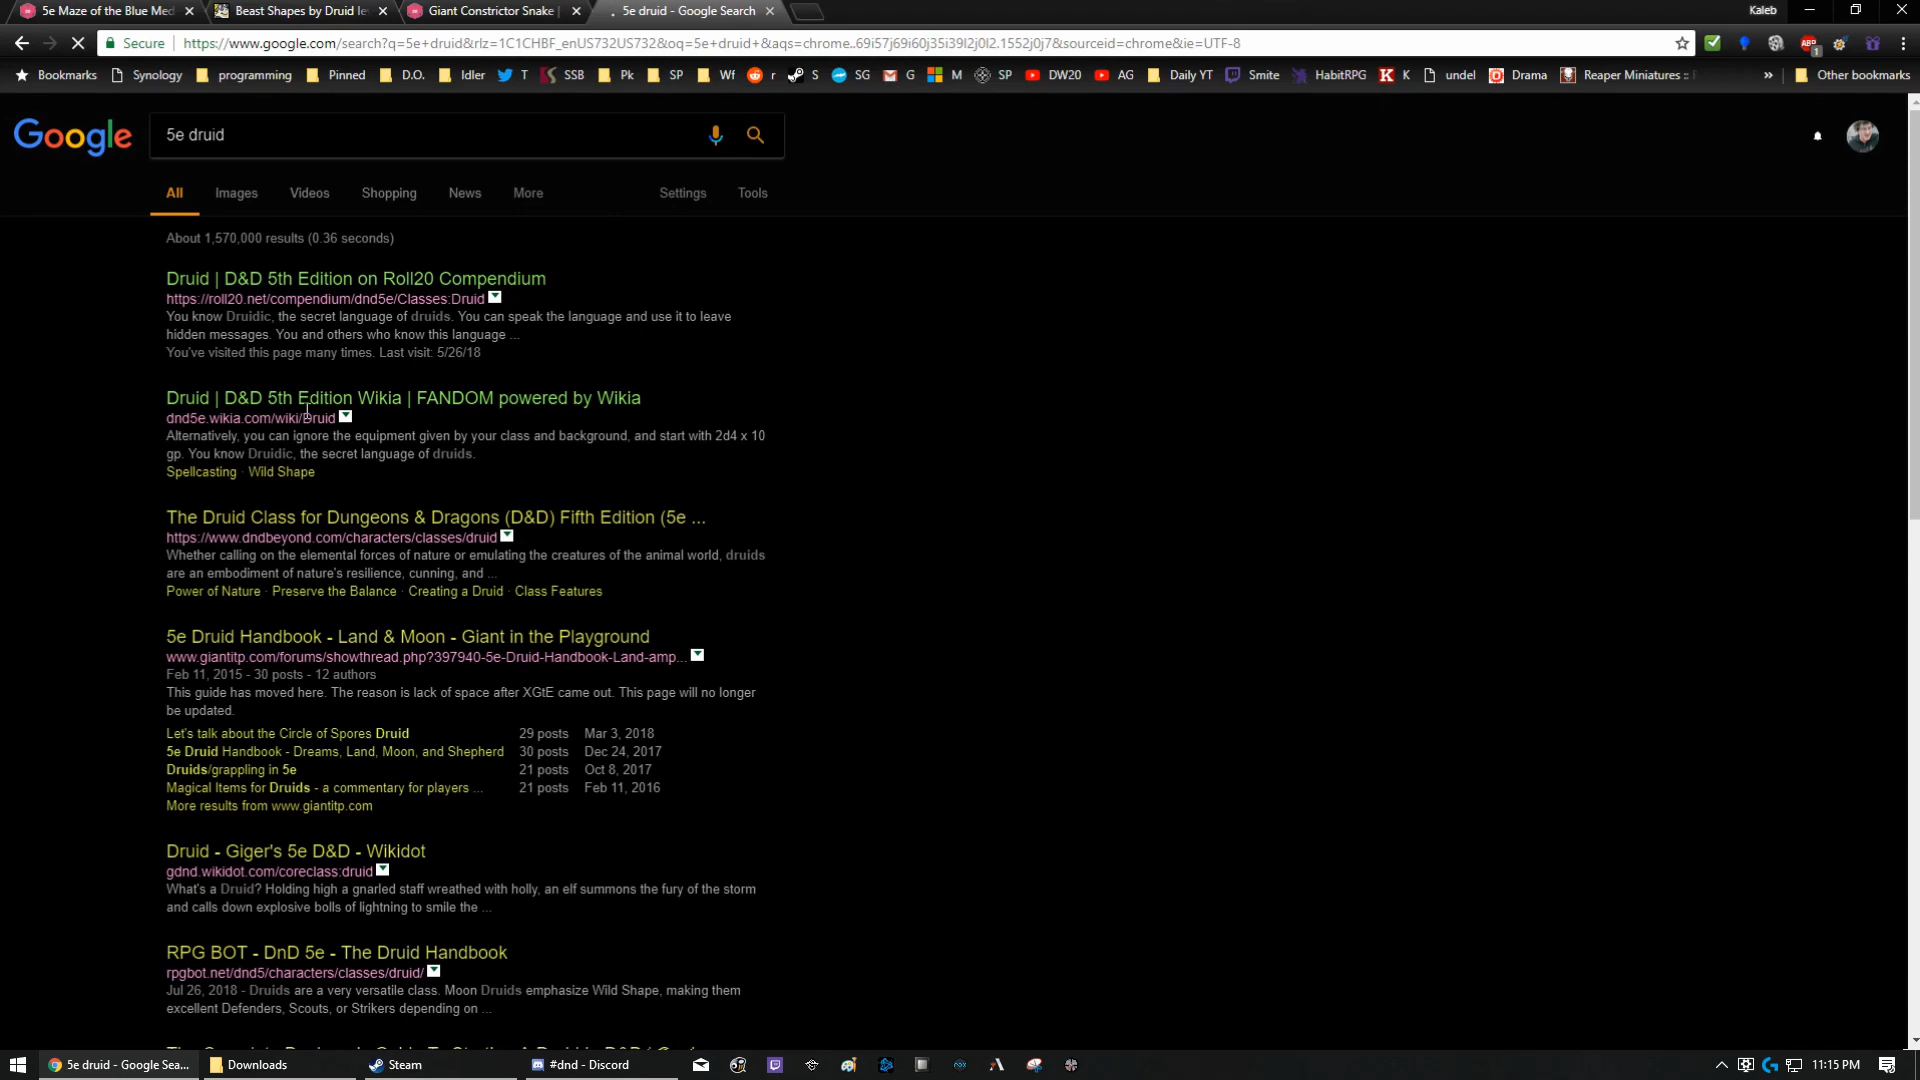 5e Maze of the Blue Med
Beast Shapes by Druid le
Giant Constrictor Snake |
5e druid - Google Search
Kaleb
Secure
https://www.google.com/search?q=5e+druid&rlz=1C1CHBF_enUS732US732&oq=5e+druid+&aqs=chrome..69i57j69i60j35i39l2j0l2.1552j0j7&sourceid=chrome&ie=UTF-8
Bookmarks
Synology
programming
Pinned
D.O.
Idler
T
SSB
Pk
SP
Wf
r
S
SG
G
M
SP
DW20
AG
Daily YT
Smite
HabitRPG
K
undel
Drama
Reaper Miniatures ::
»
Other bookmarks
Google
5e druid
All
Images
Videos
Shopping
News
More
Settings
Tools
About 1,570,000 results (0.36 seconds)
Druid | D&D 5th Edition on Roll20 Compendium
https://roll20.net/compendium/dnd5e/Classes:Druid
You know Druidic, the secret language of druids. You can speak the language and use it to leave
hidden messages. You and others who know this language ...
You've visited this page many times. Last visit: 5/26/18
Druid | D&D 5th Edition Wikia | FANDOM powered by Wikia
dnd5e.wikia.com/wiki/Druid
Alternatively, you can ignore the equipment given by your class and background, and start with 2d4 x 10
gp. You know Druidic, the secret language of druids.
Spellcasting · Wild Shape
The Druid Class for Dungeons & Dragons (D&D) Fifth Edition (5e ...
https://www.dndbeyond.com/characters/classes/druid
Whether calling on the elemental forces of nature or emulating the creatures of the animal world, druids
are an embodiment of nature's resilience, cunning, and ...
Power of Nature · Preserve the Balance · Creating a Druid · Class Features
5e Druid Handbook - Land & Moon - Giant in the Playground
www.giantitp.com/forums/showthread.php?397940-5e-Druid-Handbook-Land-amp...
Feb 11, 2015 - 30 posts - 12 authors
This guide has moved here. The reason is lack of space after XGtE came out. This page will no longer
be updated.
Let's talk about the Circle of Spores Druid 29 posts Mar 3, 2018
5e Druid Handbook - Dreams, Land, Moon, and Shepherd 30 posts Dec 24, 2017
Druids/grappling in 5e 21 posts Oct 8, 2017
Magical Items for Druids - a commentary for players ... 21 posts Feb 11, 2016
More results from www.giantitp.com
Druid - Giger's 5e D&D - Wikidot
gdnd.wikidot.com/coreclass:druid
What's a Druid? Holding high a gnarled staff wreathed with holly, an elf summons the fury of the storm
and calls down explosive bolls of lightning to smile the ...
RPG BOT - DnD 5e - The Druid Handbook
rpgbot.net/dnd5/characters/classes/druid/
Jul 26, 2018 - Druids are a very versatile class. Moon Druids emphasize Wild Shape, making them
excellent Defenders, Scouts, or Strikers depending on ...
5e druid - Google Sea...
Downloads
Steam
#dnd - Discord
11:15 PM